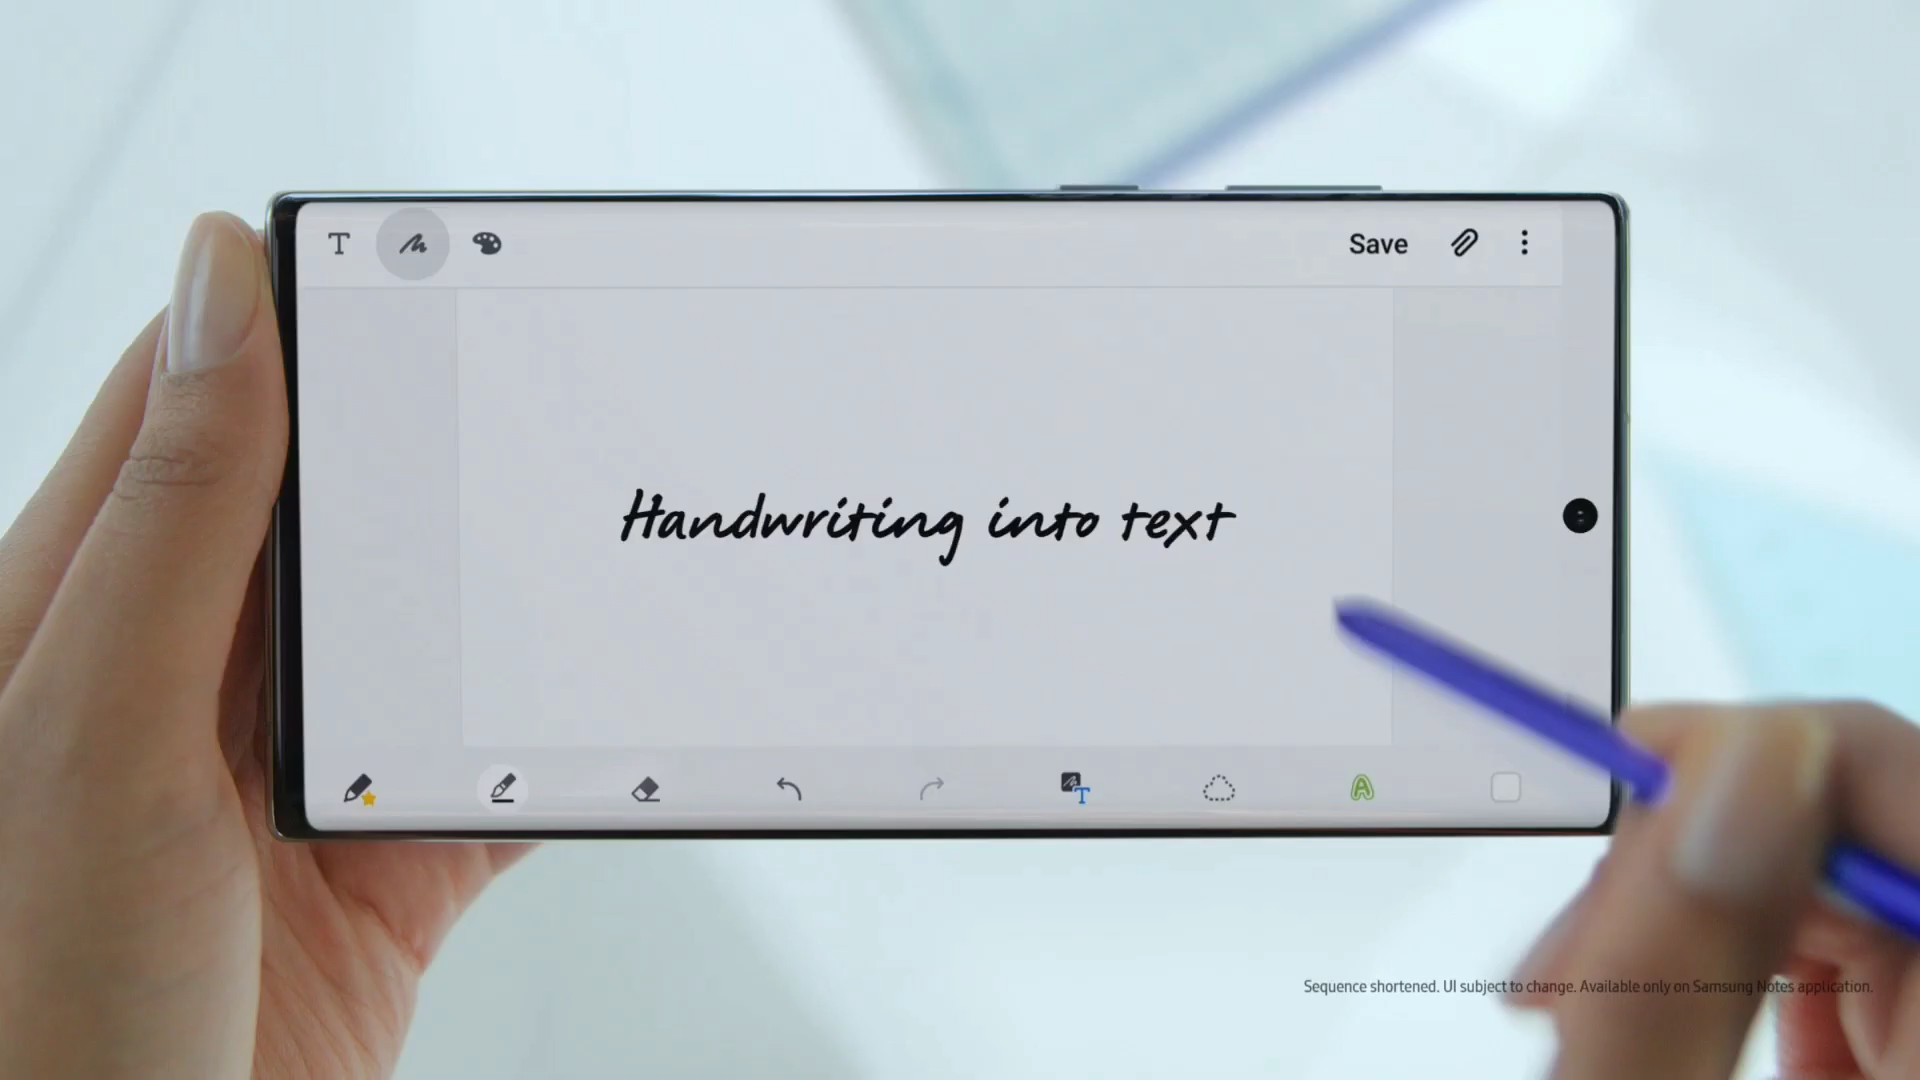 T Save
Handwriting into text
T A
Sequence shortened. UI subject to change. Available only on Samsung Notes application.